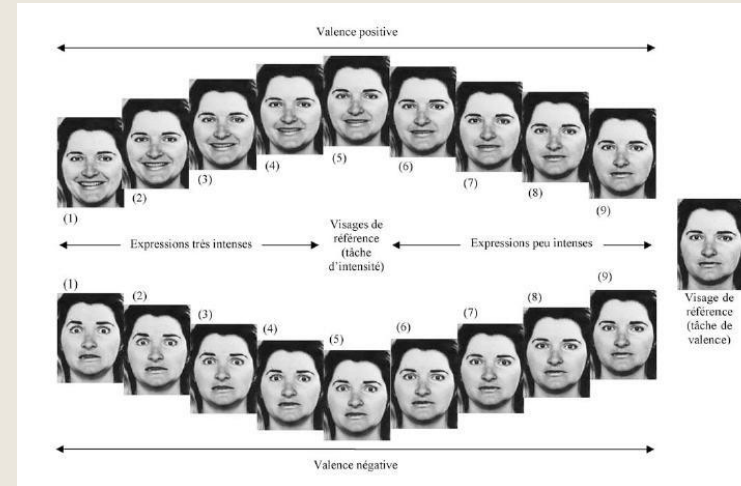 Valence positive
(1)
(2)
(3)
(4)
(5)
(6)
(7)
(8)
(9)
Expressions très intenses
Visages de
référence
(tâche
d'intensité)
Expressions peu intenses
(1)
(2)
(3)
(4)
(5)
(6)
(7)
(8)
(9)
Visage de
référence
(tâche de
valence)
Valence négative